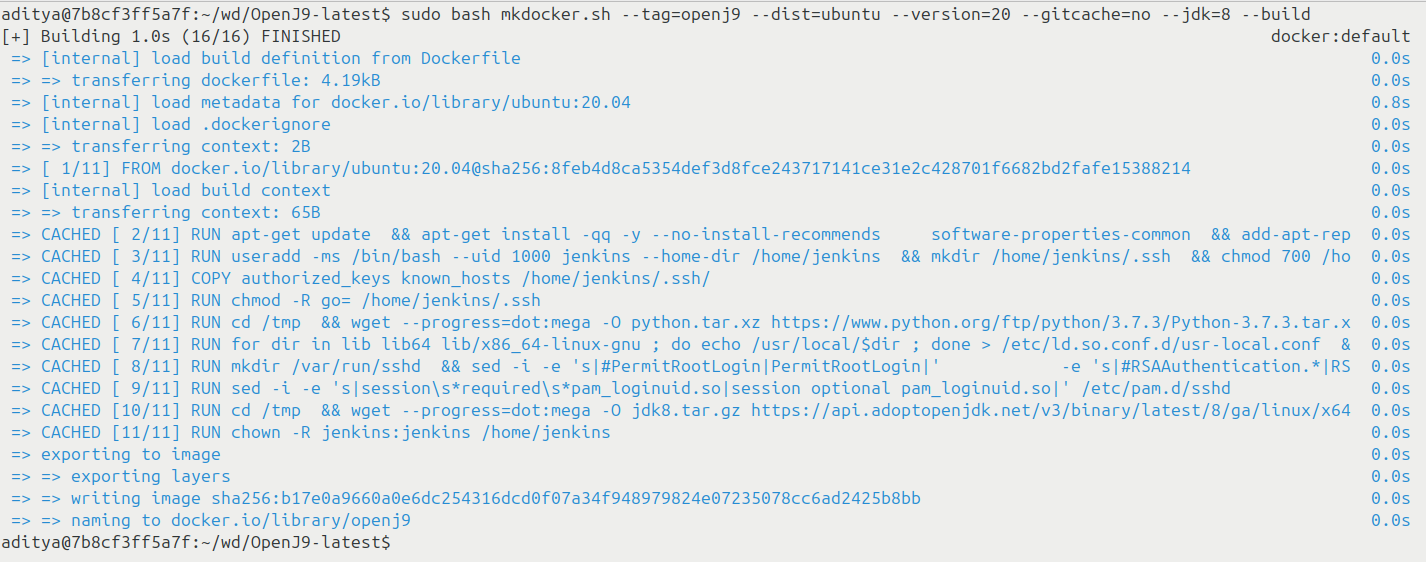 aditya@7b8cf3ff5a7f:~/wd/OpenJ9-latest$ sudo bash mkdocker.sh --tag=openj9 --dist=ubuntu --version=20 --gitcache=no --jdk=8 --build
[+] Building 1.0s (16/16) FINISHED docker:default
=> [internal] load build definition from Dockerfile 0.0s
=> => transferring dockerfile: 4.19kB 0.0s
=> [internal] load metadata for docker.io/library/ubuntu:20.04 0.8s
=> [internal] load .dockerignore 0.0s
=> => transferring context: 2B 0.0s
=> [ 1/11] FROM docker.io/library/ubuntu:20.04@sha256:8feb4d8ca5354def3d8fce243717141ce31e2c428701f6682bd2fafe15388214 0.0s
=> [internal] load build context 0.0s
=> => transferring context: 65B 0.0s
=> CACHED [ 2/11] RUN apt-get update  && apt-get install -qq -y --no-install-recommends     software-properties-common  && add-apt-rep 0.0s
=> CACHED [ 3/11] RUN useradd -ms /bin/bash --uid 1000 jenkins --home-dir /home/jenkins  && mkdir /home/jenkins/.ssh  && chmod 700 /ho 0.0s
=> CACHED [ 4/11] COPY authorized_keys known_hosts /home/jenkins/.ssh/ 0.0s
=> CACHED [ 5/11] RUN chmod -R go= /home/jenkins/.ssh 0.0s
=> CACHED [ 6/11] RUN cd /tmp  && wget --progress=dot:mega -O python.tar.xz https://www.python.org/ftp/python/3.7.3/Python-3.7.3.tar.x 0.0s
=> CACHED [ 7/11] RUN for dir in lib lib64 lib/x86_64-linux-gnu ; do echo /usr/local/$dir ; done > /etc/ld.so.conf.d/usr-local.conf  & 0.0s
=> CACHED [ 8/11] RUN mkdir /var/run/sshd  && sed -i -e 's|#PermitRootLogin|PermitRootLogin|'            -e 's|#RSAAuthentication.*|RS 0.0s
=> CACHED [ 9/11] RUN sed -i -e 's|session\s*required\s*pam_loginuid.so|session optional pam_loginuid.so|' /etc/pam.d/sshd 0.0s
=> CACHED [10/11] RUN cd /tmp  && wget --progress=dot:mega -O jdk8.tar.gz https://api.adoptopenjdk.net/v3/binary/latest/8/ga/linux/x64 0.0s
=> CACHED [11/11] RUN chown -R jenkins:jenkins /home/jenkins 0.0s
=> exporting to image 0.0s
=> => exporting layers 0.0s
=> => writing image sha256:b17e0a9660a0e6dc254316dcd0f07a34f948979824e07235078cc6ad2425b8bb 0.0s
=> => naming to docker.io/library/openj9 0.0s
aditya@7b8cf3ff5a7f:~/wd/OpenJ9-latest$